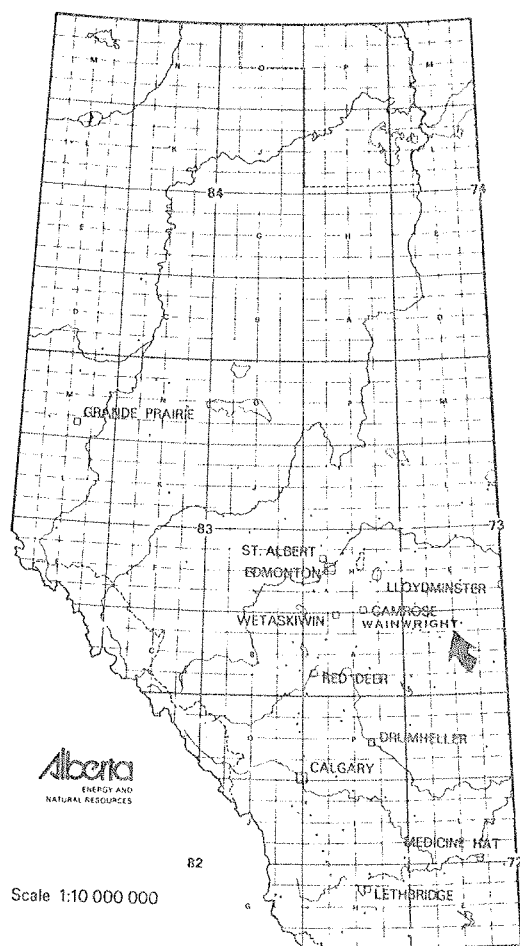 M N O P M
L K J L
84 74
E G H E
D C B A D
M N O P M
GRANDE PRAIRIE
L K J I L
83 73
ST. ALBERT
EDMONTON
LLOYDMINSTER
WETASKIWIN
CAMROSE
WAINWRIGHT
C B A
RED DEER
O P
DRUMHELLER
Alberta
ENERGY AND
NATURAL RESOURCES
CALGARY
MEDICINE HAT
82 72
Scale 1:10 000 000
LETHBRIDGE
G H